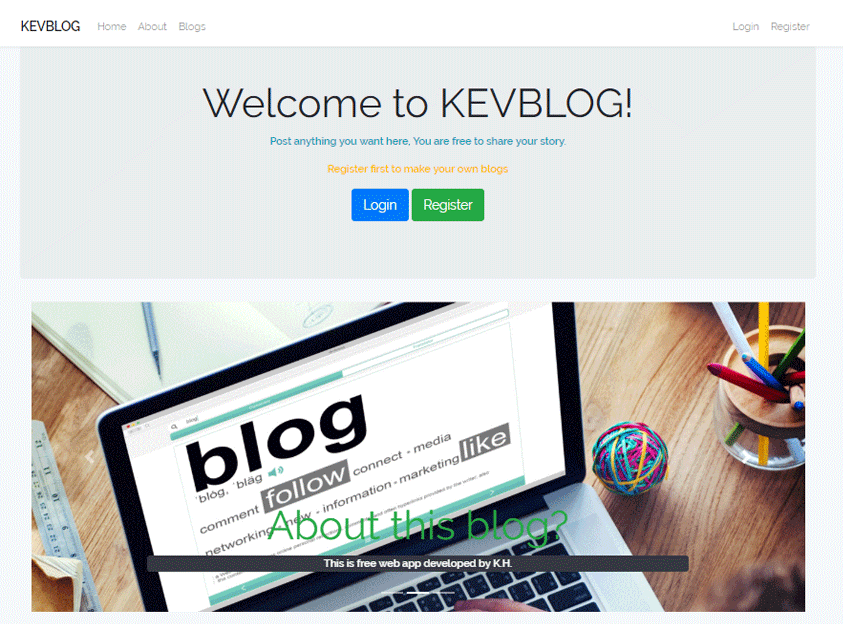 KEVBLOG Home About Blogs Login Register
Welcome to KEVBLOG!
Post anything you want here, You are free to share your story.
Register first to make your own blogs
Login Register
blog
blog
'blôg, 'bläg
follow connect - media
like
comment
networking - new - information - marketing
About this blog?
This is free web app developed by K.H.